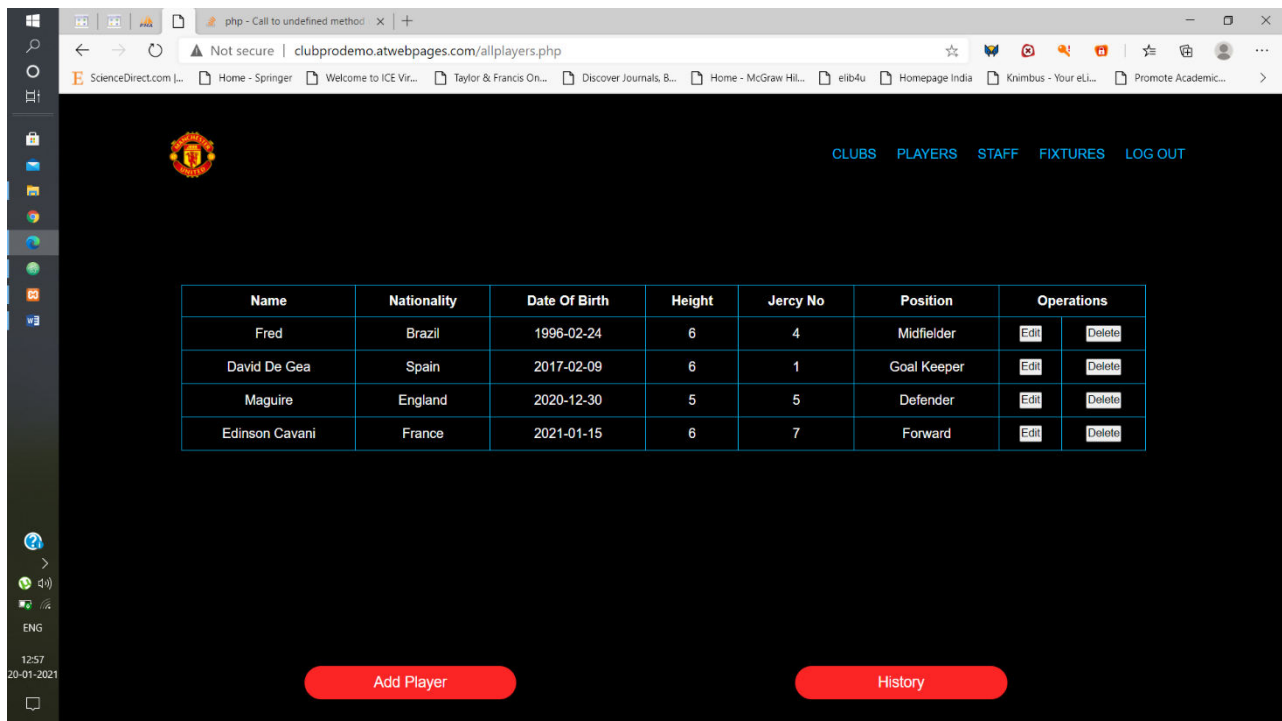 php - Call to undefined method
Not secure | clubprodemo.atwebpages.com/allplayers.php
ScienceDirect.com |... Home - Springer Welcome to ICE Vir... Taylor & Francis On... Discover Journals, B... Home - McGraw Hil... elib4u Homepage India Knimbus - Your eLi... Promote Academic...
MANCHESTER UNITED
CLUBS PLAYERS STAFF FIXTURES LOG OUT
Name Nationality Date Of Birth Height Jercy No Position Operations
Fred Brazil 1996-02-24 6 4 Midfielder Edit Delete
David De Gea Spain 2017-02-09 6 1 Goal Keeper Edit Delete
Maguire England 2020-12-30 5 5 Defender Edit Delete
Edinson Cavani France 2021-01-15 6 7 Forward Edit Delete
Add Player History
ENG
12:57
20-01-2021